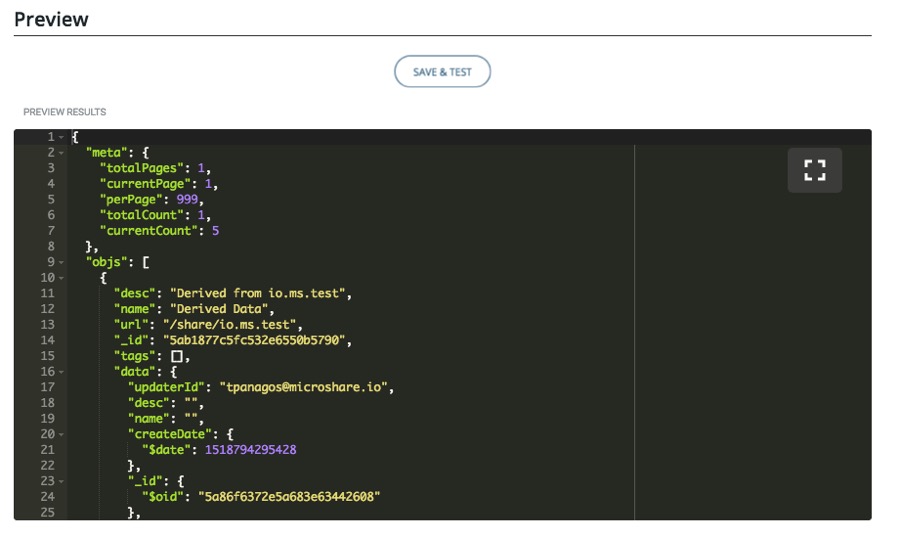 Preview
SAVE & TEST
PREVIEW RESULTS
1 {
2 "meta": {
3 "totalPages": 1,
4 "currentPage": 1,
5 "perPage": 999,
6 "totalCount": 1,
7 "currentCount": 5
8 },
9 "objs": [
10 {
11 "desc": "Derived from io.ms.test",
12 "name": "Derived Data",
13 "url": "/share/io.ms.test",
14 "_id": "5ab1877c5fc532e6550b5790",
15 "tags": [],
16 "data": {
17 "updaterId": "tpanagos@microshare.io",
18 "desc": "",
19 "name": "",
20 "createDate": {
21 "$date": 1518794295428
22 },
23 "_id": {
24 "$oid": "5a86f6372e5a683e63442608"
25 },